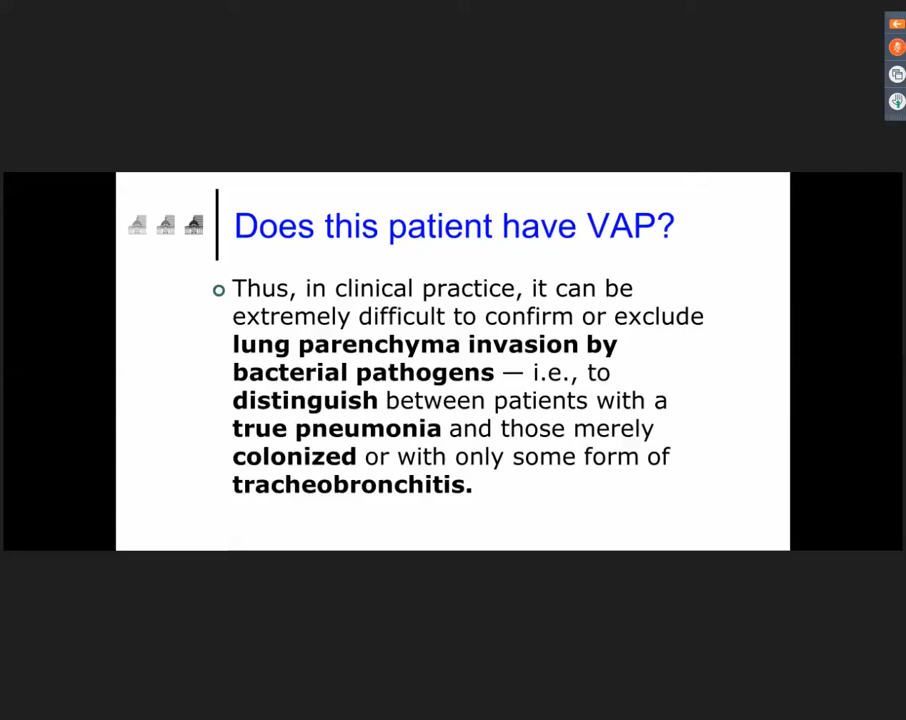 Does this patient have VAP?
Thus, in clinical practice, it can be
extremely difficult to confirm or exclude
lung parenchyma invasion by
bacterial pathogens — i.e., to
distinguish between patients with a
true pneumonia and those merely
colonized or with only some form of
tracheobronchitis.